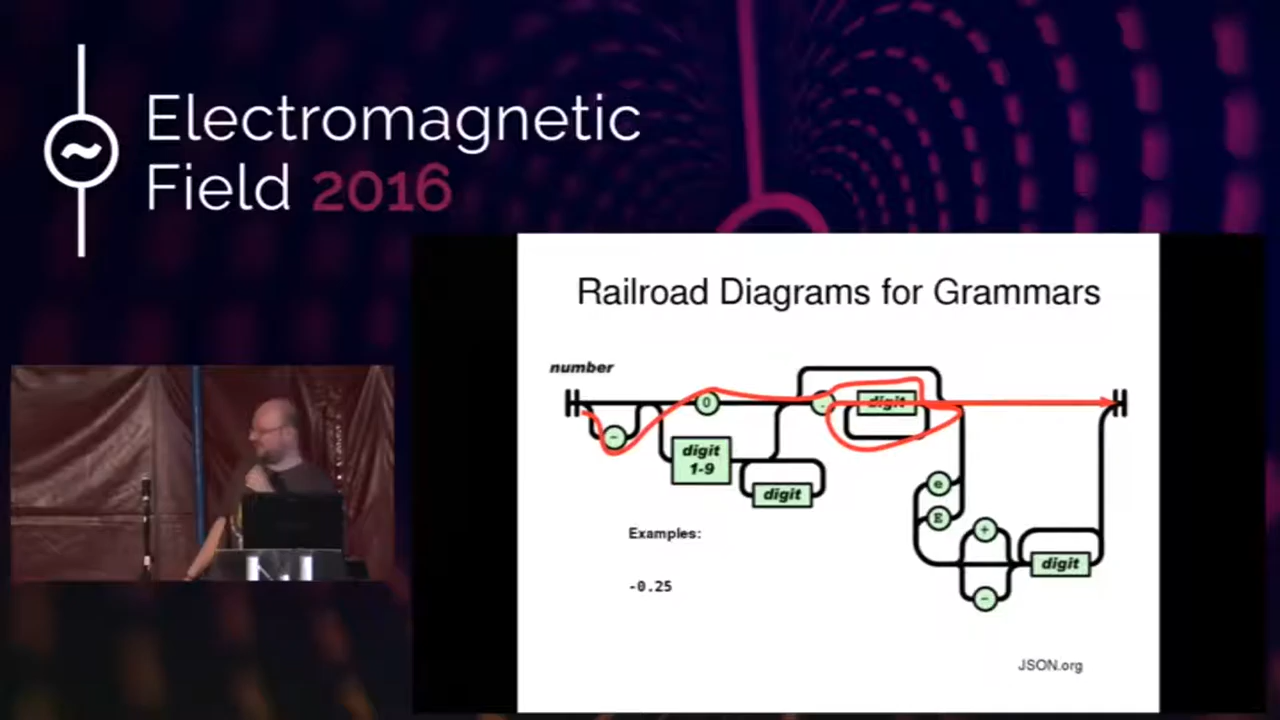 Electromagnetic
Field 2016
Railroad Diagrams for Grammars
number
-
0
.
digit
digit
1-9
digit
e
E
+
-
digit
Examples:
-0.25
JSON.org